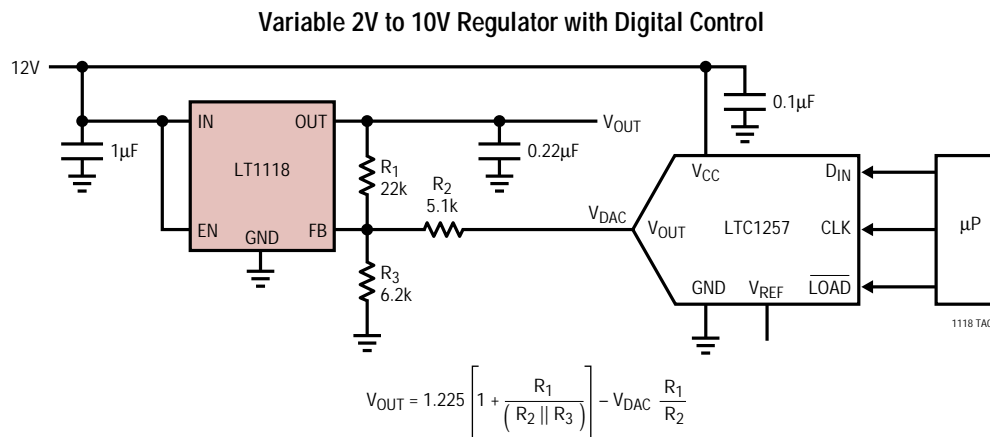 Variable 2V to 10V Regulator with Digital Control
12V
1µF
IN
OUT
LT1118
EN
GND
FB
R1
22k
R2
5.1k
R3
6.2k
0.22µF
VOUT
0.1µF
VDAC
VCC
VOUT
LTC1257
GND
VREF
DIN
CLK
LOAD
µP
1118 TA0
VOUT = 1.225 [1 + R1 / (R2 || R3)] – VDAC R1 / R2